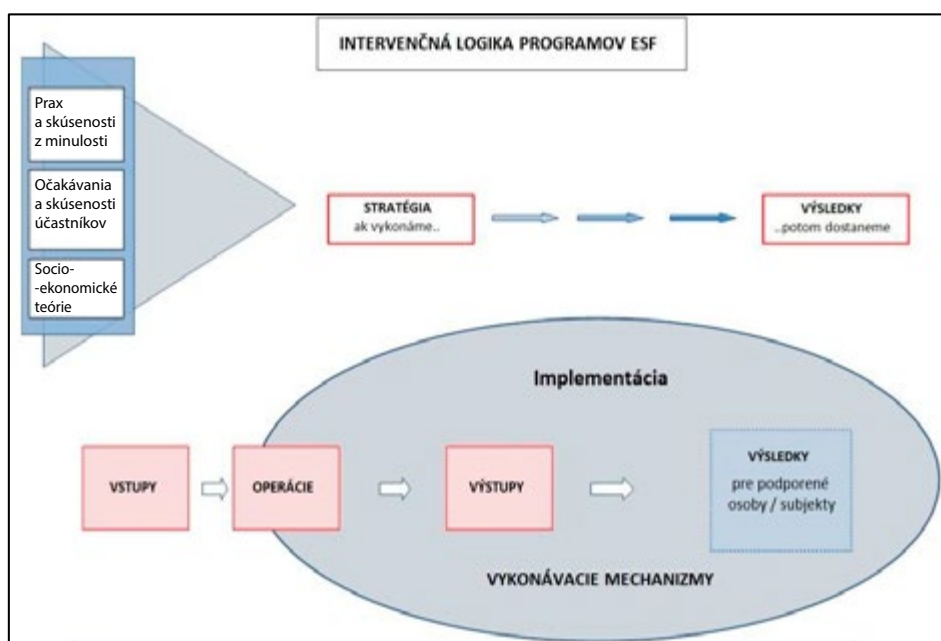 INTERVENČNÁ LOGIKA PROGRAMOV ESF
Prax
a skúsenosti
z minulosti
Očakávania
a skúsenosti
účastníkov
Socio-
-ekonomické
teórie
STRATÉGIA
ak vykonáme..
VÝSLEDKY
..potom dostaneme
Implementácia
VSTUPY
OPERÁCIE
VÝSTUPY
VÝSLEDKY
pre podporené
osoby / subjekty
VYKONÁVACIE MECHANIZMY